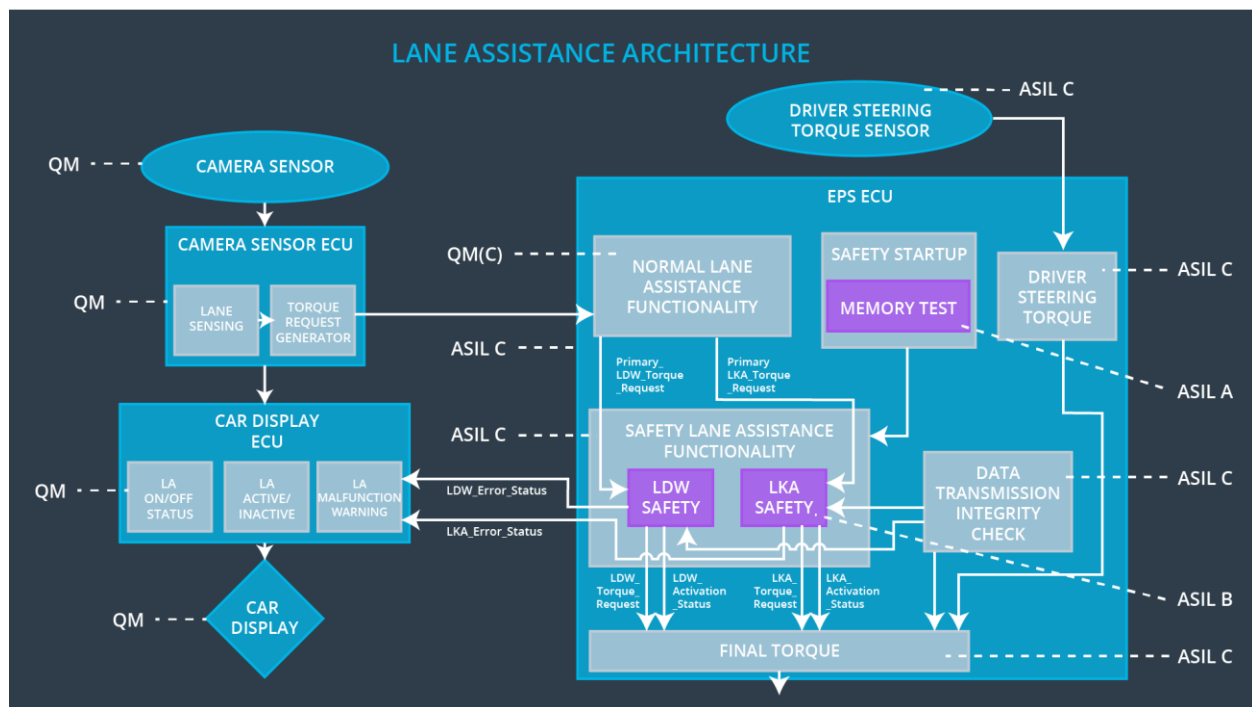 LANE ASSISTANCE ARCHITECTURE
ASIL C
DRIVER STEERING
TORQUE SENSOR
QM
CAMERA SENSOR
EPS ECU
CAMERA SENSOR ECU
QM(C)
NORMAL LANE
ASSISTANCE
FUNCTIONALITY
SAFETY STARTUP
MEMORY TEST
DRIVER
STEERING
TORQUE
ASIL C
QM
LANE
SENSING
TORQUE
REQUEST
GENERATOR
ASIL C
Primary_
LDW_Torque
_Request
Primary
LKA_Torque
_Request
ASIL A
CAR DISPLAY
ECU
ASIL C
SAFETY LANE ASSISTANCE
FUNCTIONALITY
QM
LA
ON/OFF
STATUS
LA
ACTIVE/
INACTIVE
LA
MALFUNCTION
WARNING
LDW_Error_Status
LKA_Error_Status
LDW
SAFETY
LKA
SAFETY
DATA
TRANSMISSION
INTEGRITY
CHECK
ASIL C
LDW_
Torque_
Request
LDW_
Activation
_Status
LKA_
Torque_
Request
LKA_
Activation
_Status
ASIL B
QM
CAR
DISPLAY
FINAL TORQUE
ASIL C